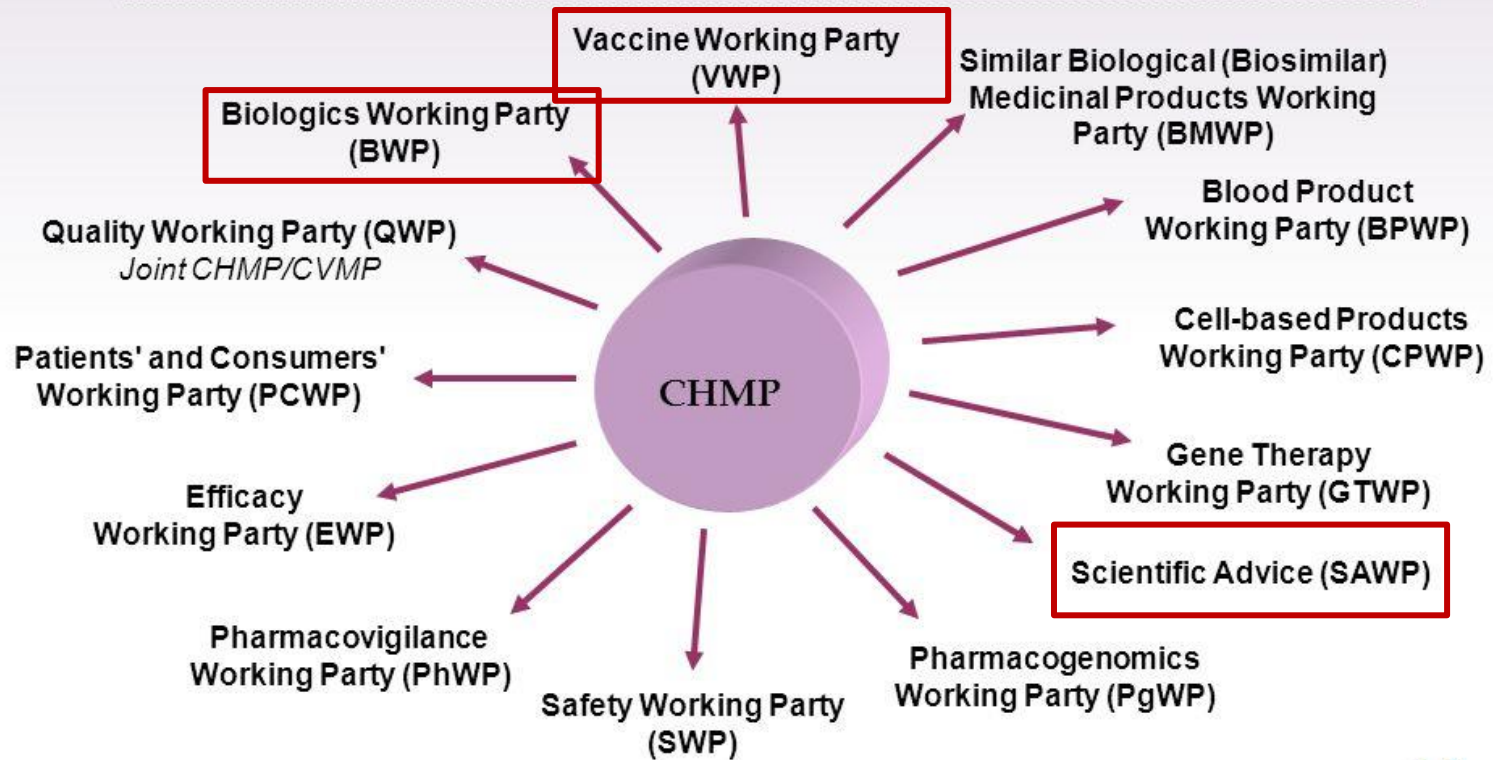 Vaccine Working Party
(VWP)
Similar Biological (Biosimilar)
Medicinal Products Working
Party (BMWP)
Biologics Working Party
(BWP)
Blood Product
Working Party (BPWP)
Quality Working Party (QWP)
Joint CHMP/CVMP
Cell-based Products
Working Party (CPWP)
Patients' and Consumers'
Working Party (PCWP)
CHMP
Gene Therapy
Working Party (GTWP)
Efficacy
Working Party (EWP)
Scientific Advice (SAWP)
Pharmacovigilance
Working Party (PhWP)
Pharmacogenomics
Working Party (PgWP)
Safety Working Party
(SWP)